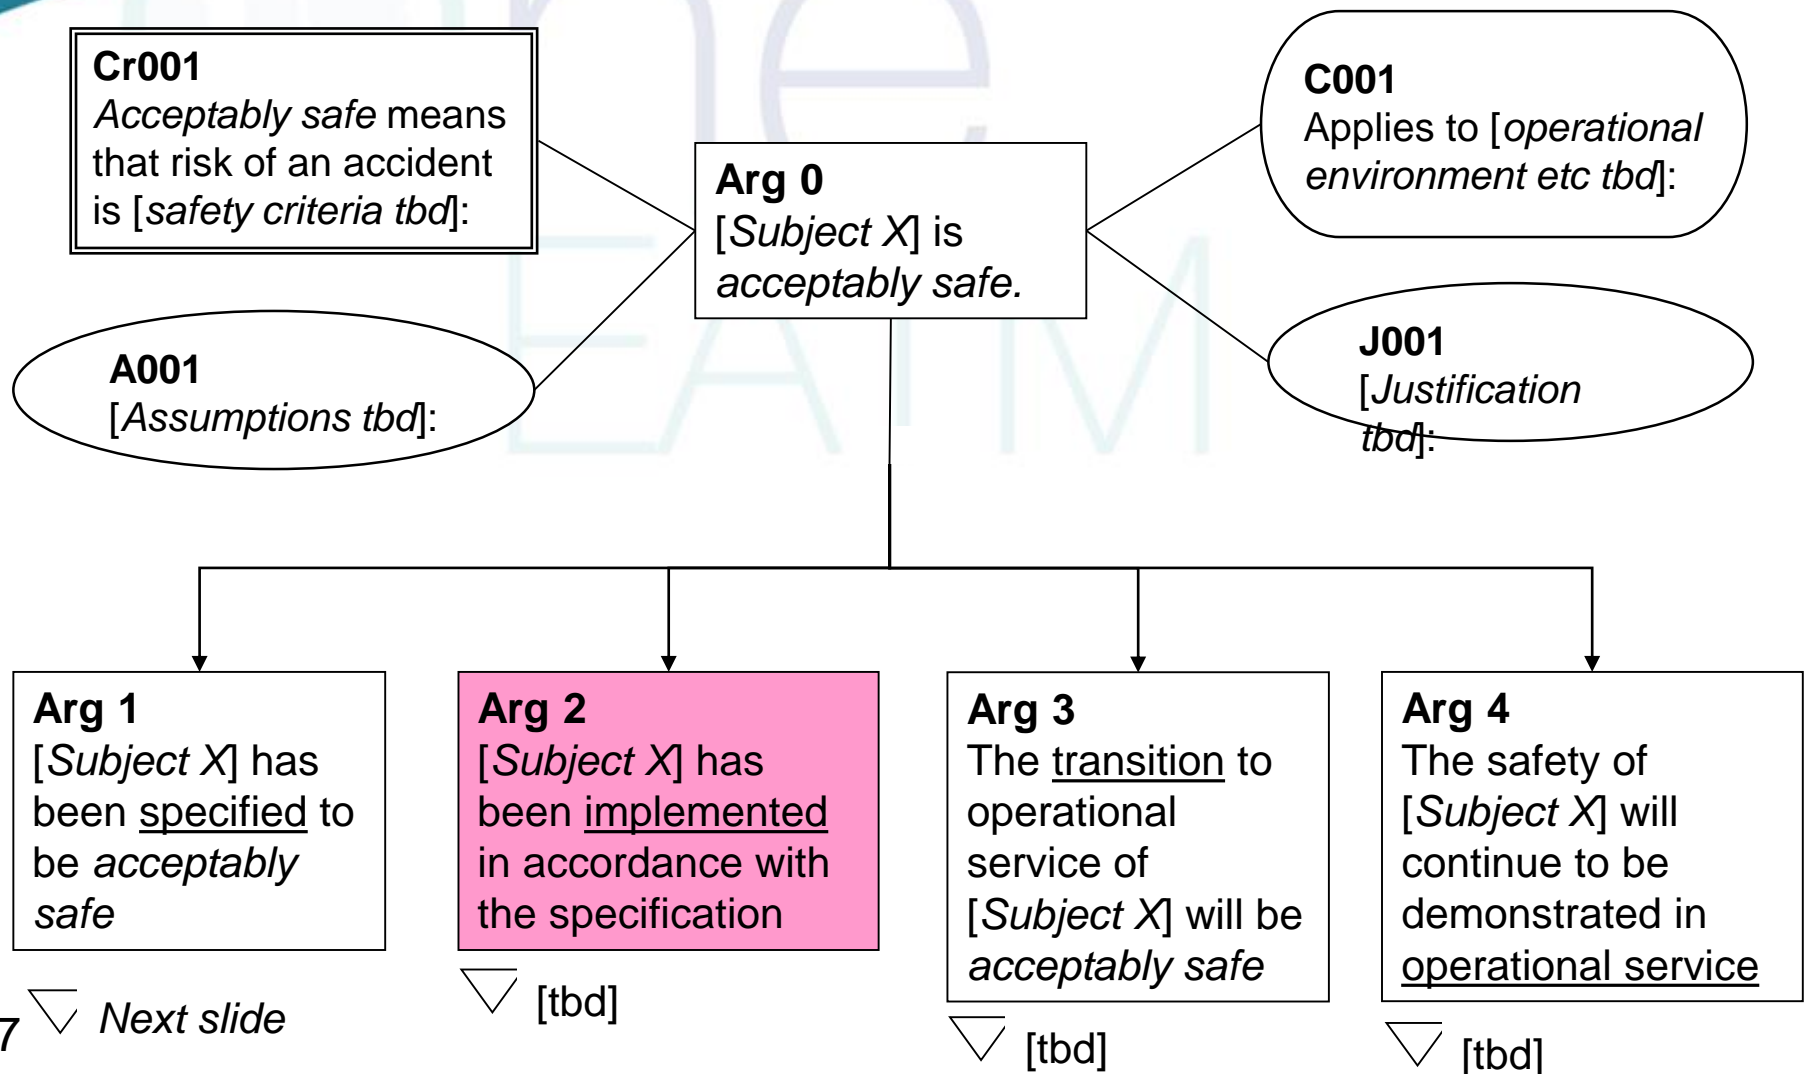 Cr001
Acceptably safe means
that risk of an accident
is [safety criteria tbd]:
C001
Applies to [operational
environment etc tbd]:
Arg 0
[Subject X] is
acceptably safe.
A001
[Assumptions tbd]:
J001
[Justification
tbd]:
Arg 1
[Subject X] has
been specified to
be acceptably
safe
Next slide
Arg 2
[Subject X] has
been implemented
in accordance with
the specification
[tbd]
Arg 3
The transition to
operational
service of
[Subject X] will be
acceptably safe
[tbd]
Arg 4
The safety of
[Subject X] will
continue to be
demonstrated in
operational service
[tbd]
7
ne
EATM